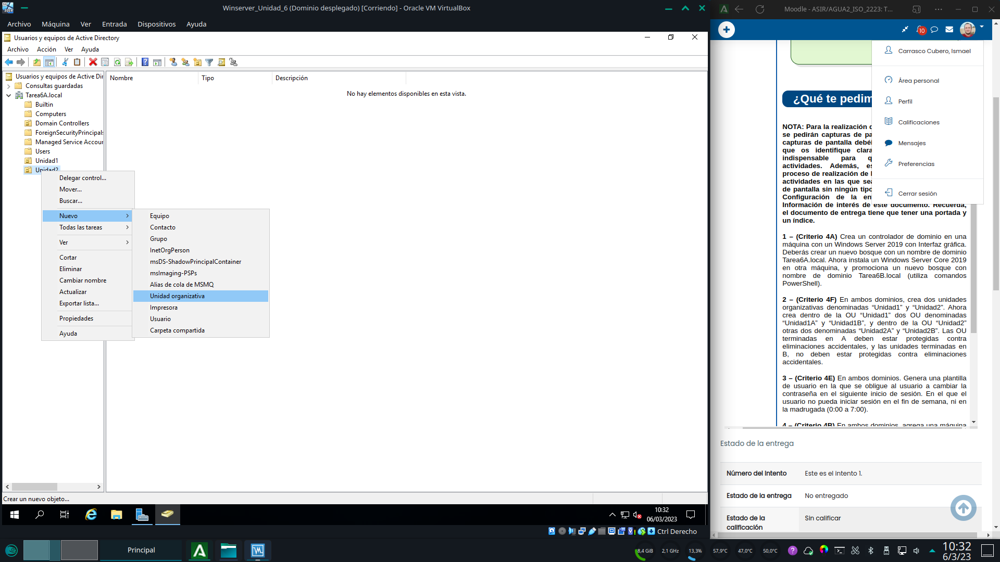 Winserver_Unidad_6 (Dominio desplegado) [Corriendo] - Oracle VM VirtualBox
Archivo Máquina Ver Entrada Dispositivos Ayuda
Usuarios y equipos de Active Directory
Archivo Acción Ver Ayuda
Usuarios y equipos de Active Dir
Consultas guardadas
Tarea6A.local
Builtin
Computers
Domain Controllers
ForeignSecurityPrincipals
Managed Service Accour
Users
Unidad1
Unidad2
Nombre Tipo Descripción
No hay elementos disponibles en esta vista.
Delegar control...
Mover...
Buscar...
Nuevo
Todas las tareas
Ver
Cortar
Eliminar
Cambiar nombre
Actualizar
Exportar lista...
Propiedades
Ayuda
Equipo
Contacto
Grupo
InetOrgPerson
msDS-ShadowPrincipalContainer
msImaging-PSPs
Alias de cola de MSMQ
Unidad organizativa
Impresora
Usuario
Carpeta compartida
Crear un nuevo objeto...
10:32
06/03/2023
Ctrl Derecho
Moodle - ASIR/AGUA2_ISO_2223: T...
10
Carrasco Cubero, Ismael
Área personal
Perfil
Calificaciones
Mensajes
Preferencias
Cerrar sesión
¿Qué te pedim
NOTA: Para la realización d
se pedirán capturas de pa
capturas de pantalla debéi
que os identifique clara
indispensable para q
actividades. Además, es
proceso de realización de l
actividades en las que sea
de pantalla sin ningún tipo
Configuración de la en
Información de interés de este documento. Recuerda,
el documento de entrega tiene que tener una portada y
un índice.
1 – (Criterio 4A) Crea un controlador de dominio en una
máquina con un Windows Server 2019 con Interfaz gráfica.
Deberás crear un nuevo bosque con un nombre de dominio
Tarea6A.local. Ahora instala un Windows Server Core 2019
en otra máquina, y promociona un nuevo bosque con
nombre de dominio Tarea6B.local (utiliza comandos
PowerShell).
2 – (Criterio 4F) En ambos dominios, crea dos unidades
organizativas denominadas “Unidad1” y “Unidad2”. Ahora
crea dentro de la OU “Unidad1” dos OU denominadas
“Unidad1A” y “Unidad1B”, y dentro de la OU “Unidad2”
otras dos denominadas “Unidad2A” y “Unidad2B”. Las OU
terminadas en A deben estar protegidas contra
eliminaciones accidentales, y las unidades terminadas en
B, no deben estar protegidas contra eliminaciones
accidentales.
3 – (Criterio 4E) En ambos dominios. Genera una plantilla
de usuario en la que se obligue al usuario a cambiar la
contraseña en el siguiente inicio de sesión. En el que el
usuario no pueda iniciar sesión en el fin de semana, ni en
la madrugada (0:00 a 7:00).
4 – (Criterio 4B) En ambos dominios, agrega una máquina
Estado de la entrega
Número del intento Este es el intento 1.
Estado de la entrega No entregado
Estado de la calificación Sin calificar
Principal
8,4 GiB 2,1 GHz 13,3% 57,9°C 47,0°C 50,0°C
10:32
6/3/23